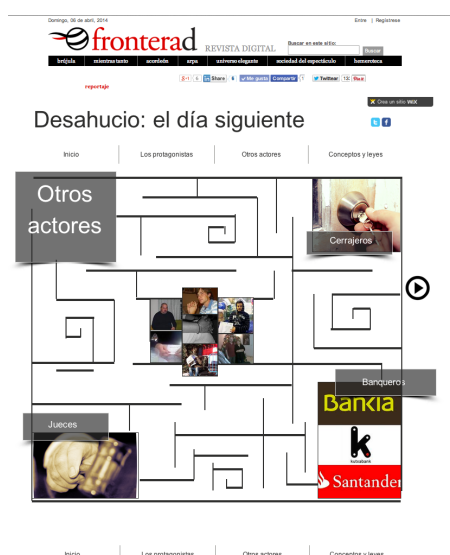 Domingo, 06 de abril, 2014
Entre | Regístrese
fronterad
REVISTA DIGITAL
Buscar en este sitio:
Buscar
brújula mientras tanto acordeón arpa universo elegante sociedad del espectáculo hemeroteca
Share 6 Me gusta Compartir Twittear
reportaje
Crea un sitio WIX
Desahucio: el día siguiente
Inicio Los protagonistas Otros actores Conceptos y leyes
Otros
actores
Cerrajeros
Banqueros
Bankia
k
kutxabank
Santander
Jueces
Inicio Los protagonistas Otros actores Conceptos y leyes